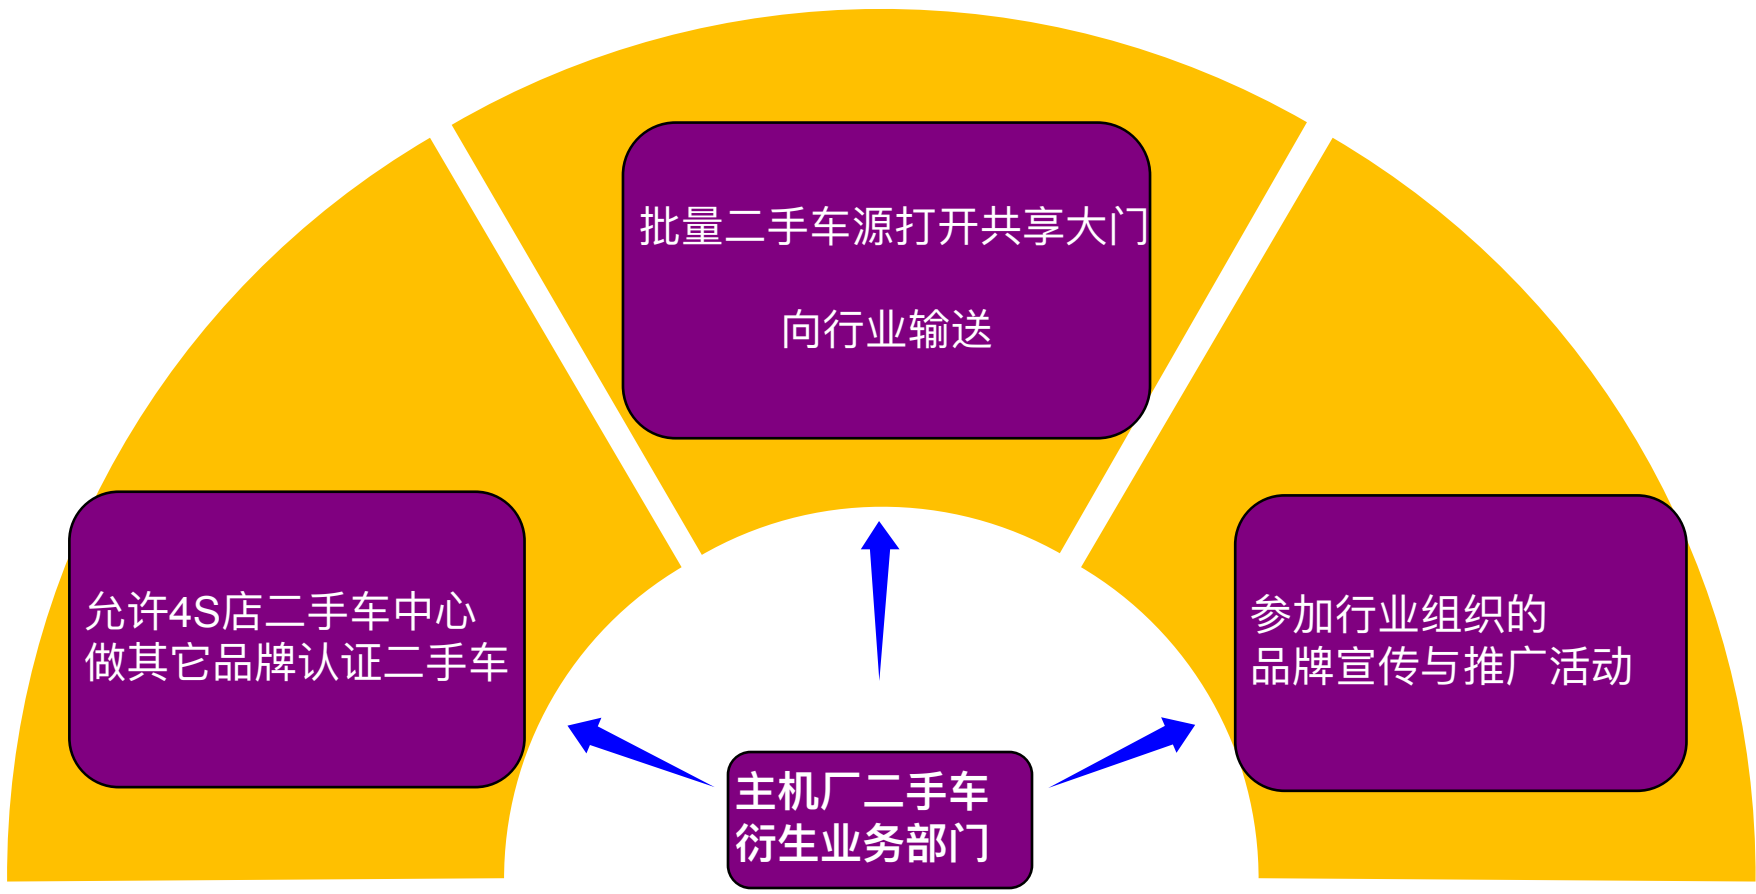 批量二手车源打开共享大门
向行业输送
允许4S店二手车中心
做其它品牌认证二手车
参加行业组织的
品牌宣传与推广活动
主机厂二手车
衍生业务部门